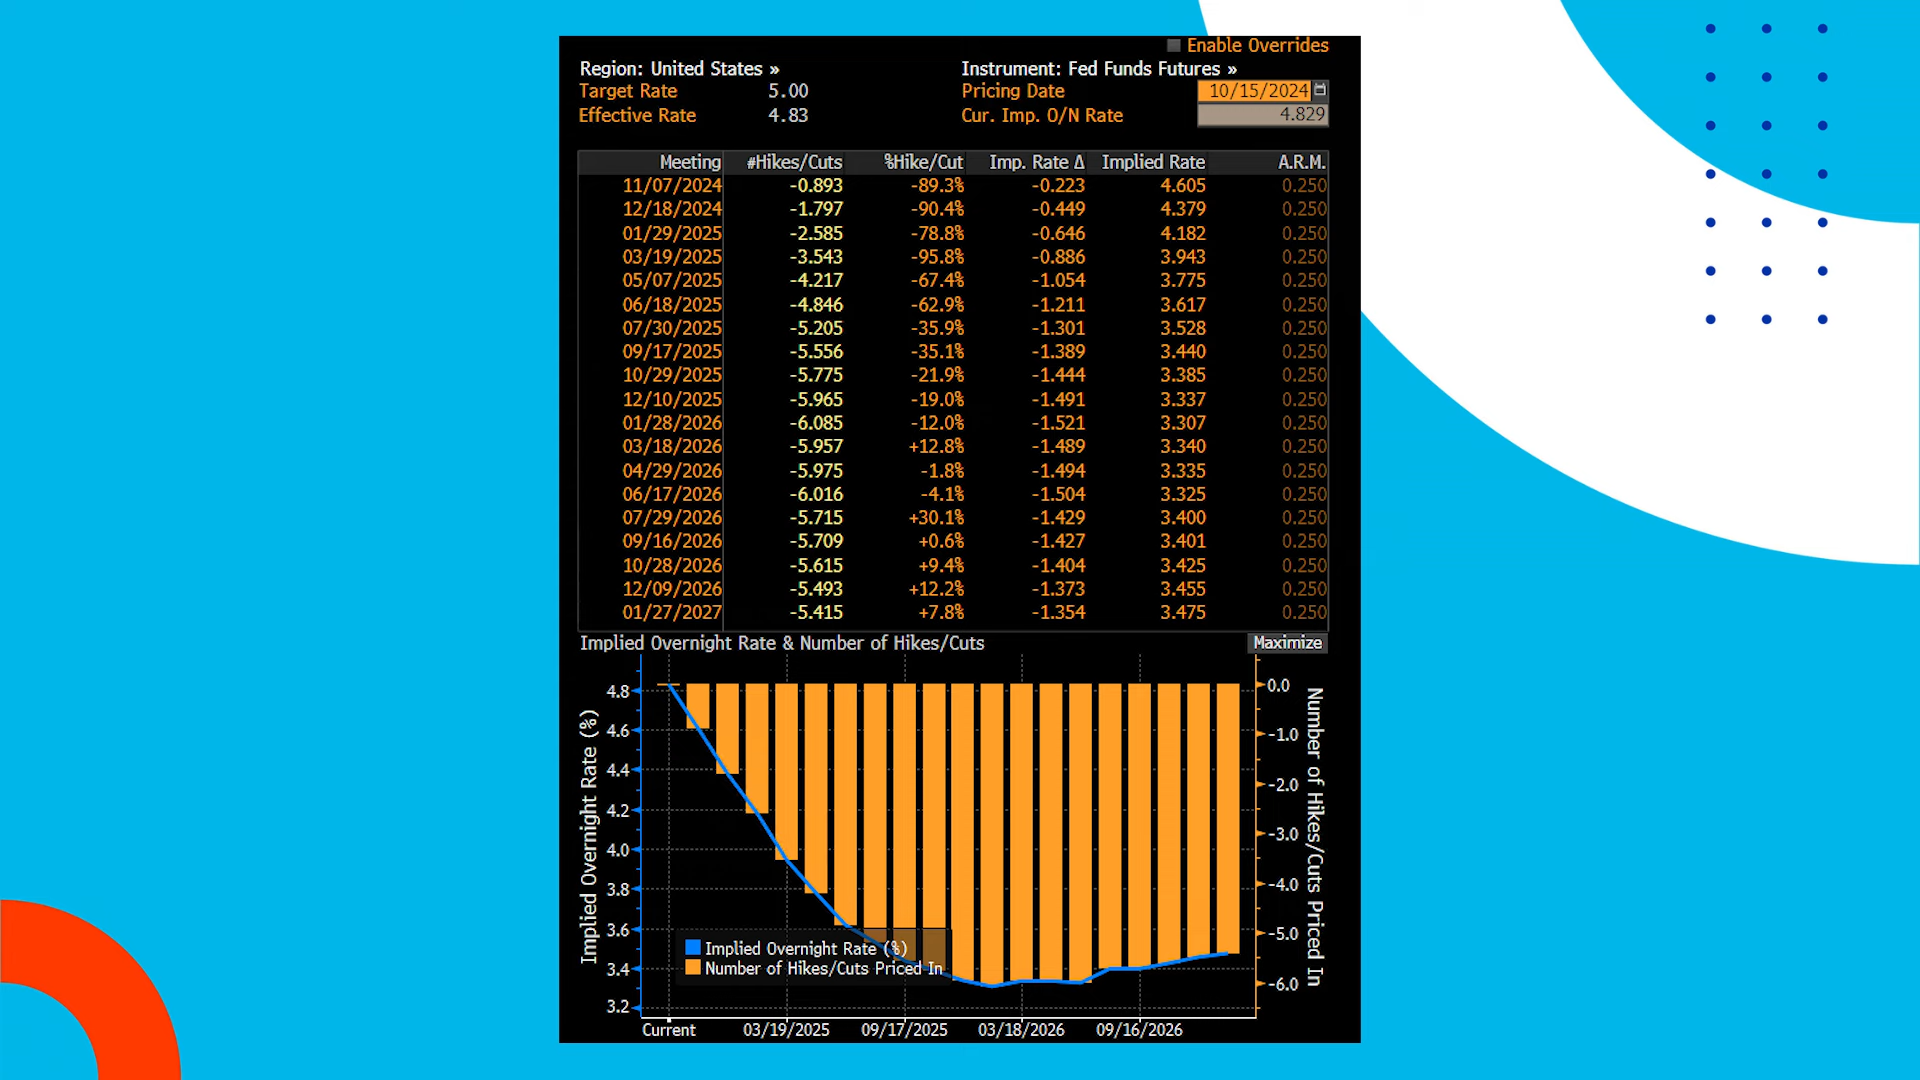 Enable Overrides
Region: United States » Instrument: Fed Funds Futures »
Target Rate 5.00 Pricing Date 10/15/2024
Effective Rate 4.83 Cur. Imp. O/N Rate 4.829
Meeting #Hikes/Cuts %Hike/Cut Imp. Rate Δ Implied Rate A.R.M.
11/07/2024 -0.893 -89.3% -0.223 4.605 0.250
12/18/2024 -1.797 -90.4% -0.449 4.379 0.250
01/29/2025 -2.585 -78.8% -0.646 4.182 0.250
03/19/2025 -3.543 -95.8% -0.886 3.943 0.250
05/07/2025 -4.217 -67.4% -1.054 3.775 0.250
06/18/2025 -4.846 -62.9% -1.211 3.617 0.250
07/30/2025 -5.205 -35.9% -1.301 3.528 0.250
09/17/2025 -5.556 -35.1% -1.389 3.440 0.250
10/29/2025 -5.775 -21.9% -1.444 3.385 0.250
12/10/2025 -5.965 -19.0% -1.491 3.337 0.250
01/28/2026 -6.085 -12.0% -1.521 3.307 0.250
03/18/2026 -5.957 +12.8% -1.489 3.340 0.250
04/29/2026 -5.975 -1.8% -1.494 3.335 0.250
06/17/2026 -6.016 -4.1% -1.504 3.325 0.250
07/29/2026 -5.715 +30.1% -1.429 3.400 0.250
09/16/2026 -5.709 +0.6% -1.427 3.401 0.250
10/28/2026 -5.615 +9.4% -1.404 3.425 0.250
12/09/2026 -5.493 +12.2% -1.373 3.455 0.250
01/27/2027 -5.415 +7.8% -1.354 3.475 0.250
Implied Overnight Rate & Number of Hikes/Cuts Maximize
Implied Overnight Rate (%)
4.8
4.6
4.4
4.2
4.0
3.8
3.6
3.4
3.2
Implied Overnight Rate (%)
Number of Hikes/Cuts Priced In
0.0
-1.0
-2.0
-3.0
-4.0
-5.0
-6.0
Number of Hikes/Cuts Priced In
Current 03/19/2025 09/17/2025 03/18/2026 09/16/2026